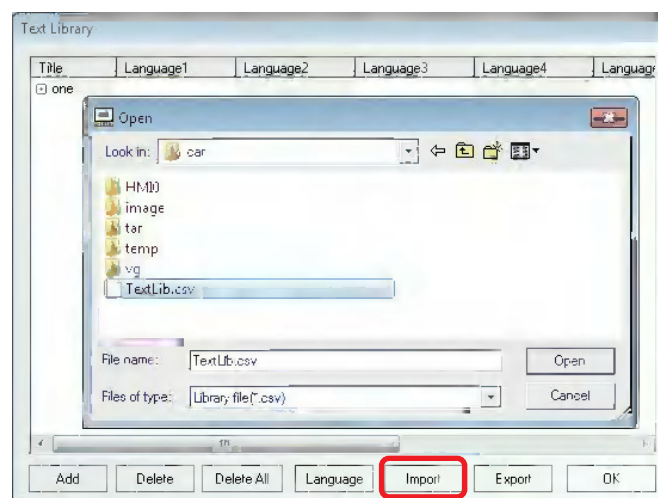 Text Library
Title Language1 Language2 Language3 Language4 Languag
one
Open
Look in: car
HMI0
image
tar
temp
vg
TextLib.csv
File name: TextLib.csv Open
Files of type: Library file(*.csv) Cancel
Add Delete Delete All Language Import Export OK